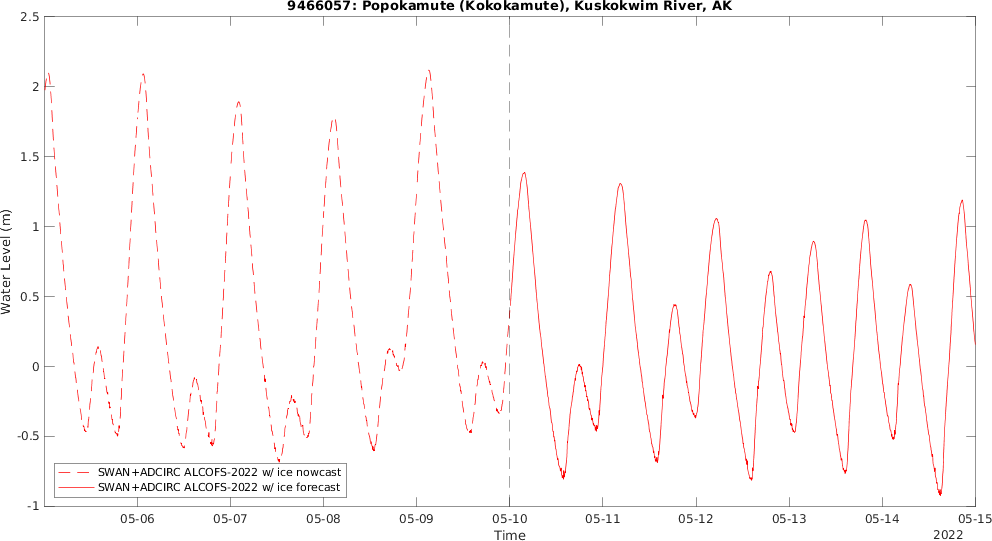 9466057: Popokamute (Kokokamute), Kuskokwim River, AK
2.5
2
1.5
1
0.5
0
-0.5
-1
Water Level (m)
SWAN+ADCIRC ALCOFS-2022 w/ ice nowcast
SWAN+ADCIRC ALCOFS-2022 w/ ice forecast
05-06 05-07 05-08 05-09 05-10 05-11 05-12 05-13 05-14 05-15
Time
2022